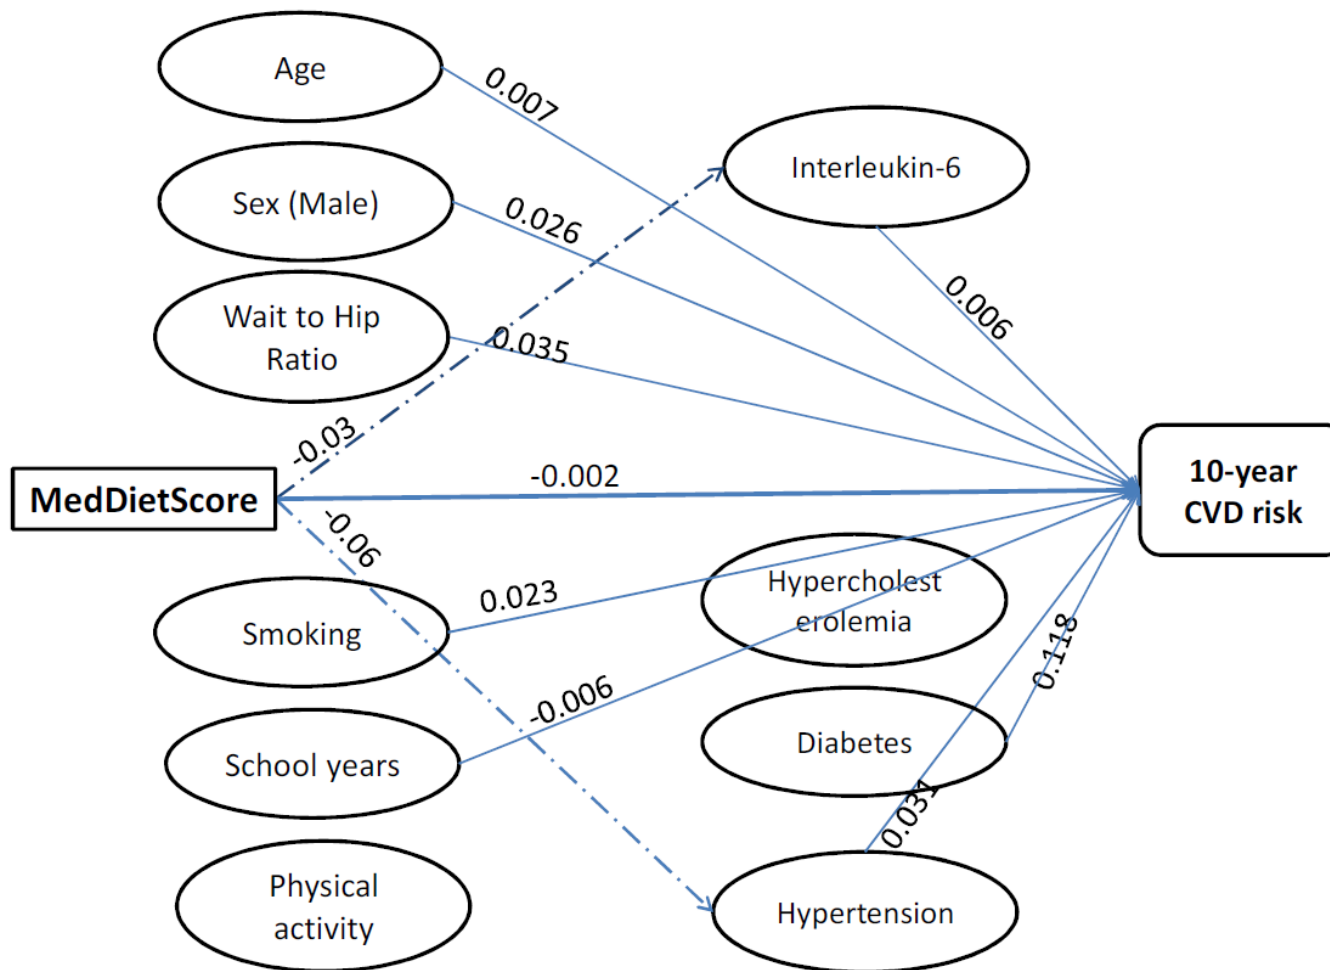 Age
0.007
Interleukin-6
Sex (Male)
0.026
Wait to Hip
Ratio
0.035
0.006
-0.03
MedDietScore
-0.002
10-year
CVD risk
-0.06
Smoking
0.023
Hypercholest
erolemia
0.118
School years
-0.006
Diabetes
0.031
Physical
activity
Hypertension